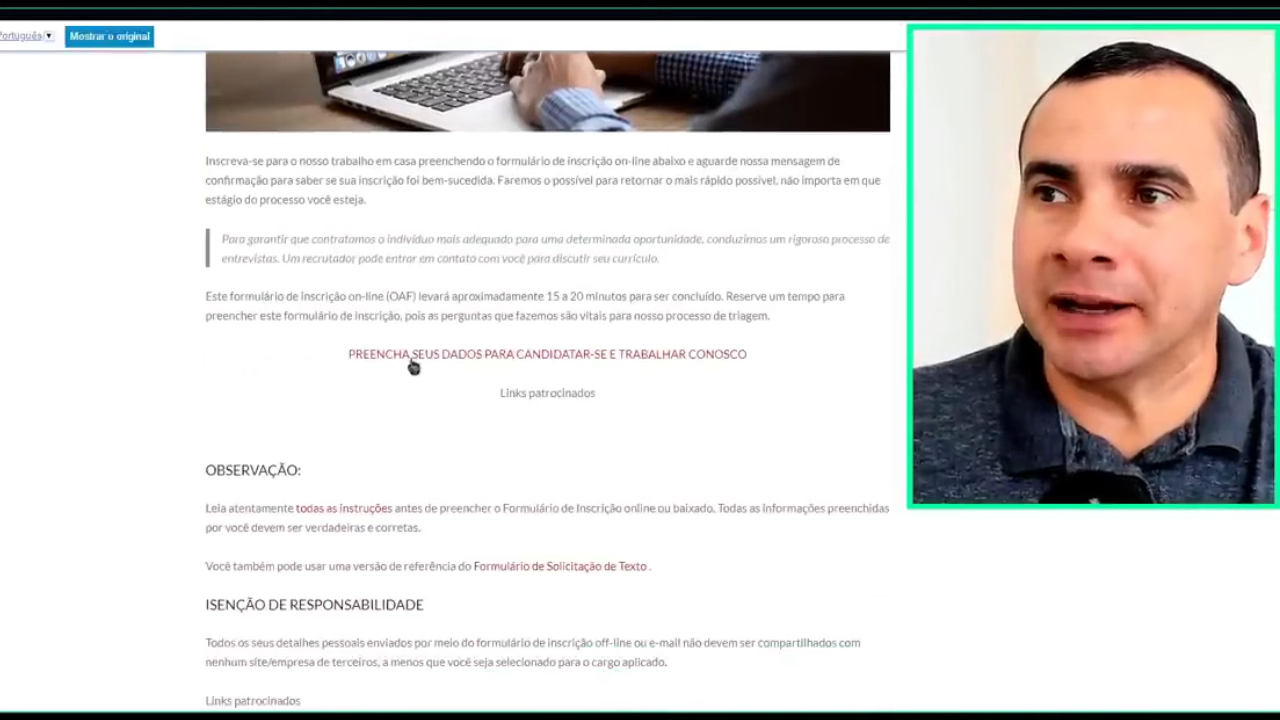 Português ▼ Mostrar o original
Inscreva-se para o nosso trabalho em casa preenchendo o formulário de inscrição on-line abaixo e aguarde nossa mensagem de
confirmação para saber se sua inscrição foi bem-sucedida. Faremos o possível para retornar o mais rápido possível, não importa em que
estágio do processo você esteja.
Para garantir que contratamos o indivíduo mais adequado para uma determinada oportunidade, conduzimos um rigoroso processo de
entrevistas. Um recrutador pode entrar em contato com você para discutir seu currículo.
Este formulário de inscrição on-line (OAF) levará aproximadamente 15 a 20 minutos para ser concluído. Reserve um tempo para
preencher este formulário de inscrição, pois as perguntas que fazemos são vitais para nosso processo de triagem.
PREENCHA SEUS DADOS PARA CANDIDATAR-SE E TRABALHAR CONOSCO
Links patrocinados
OBSERVAÇÃO:
Leia atentamente todas as instruções antes de preencher o Formulário de Inscrição online ou baixado. Todas as informações preenchidas
por você devem ser verdadeiras e corretas.
Você também pode usar uma versão de referência do Formulário de Solicitação de Texto .
ISENÇÃO DE RESPONSABILIDADE
Todos os seus detalhes pessoais enviados por meio do formulário de inscrição off-line ou e-mail não devem ser compartilhados com
nenhum site/empresa de terceiros, a menos que você seja selecionado para o cargo aplicado.
Links patrocinados